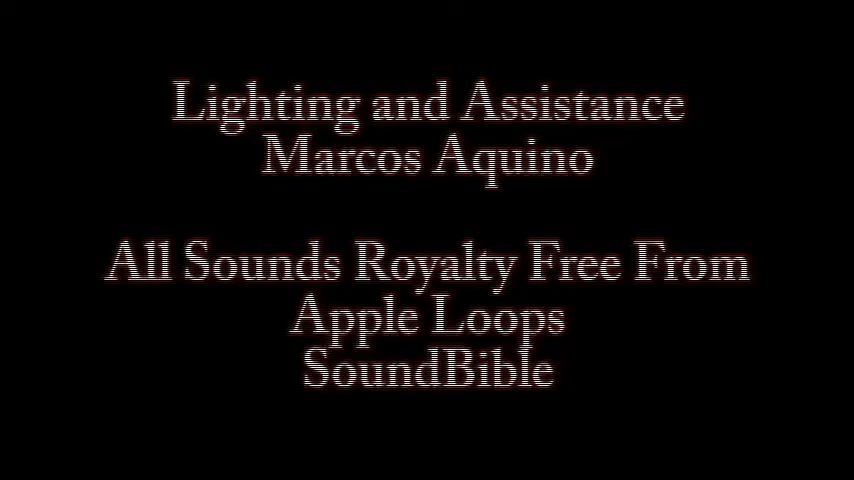 Lighting and Assistance
Marcos Aquino
All Sounds Royalty Free From
Apple Loops
SoundBible